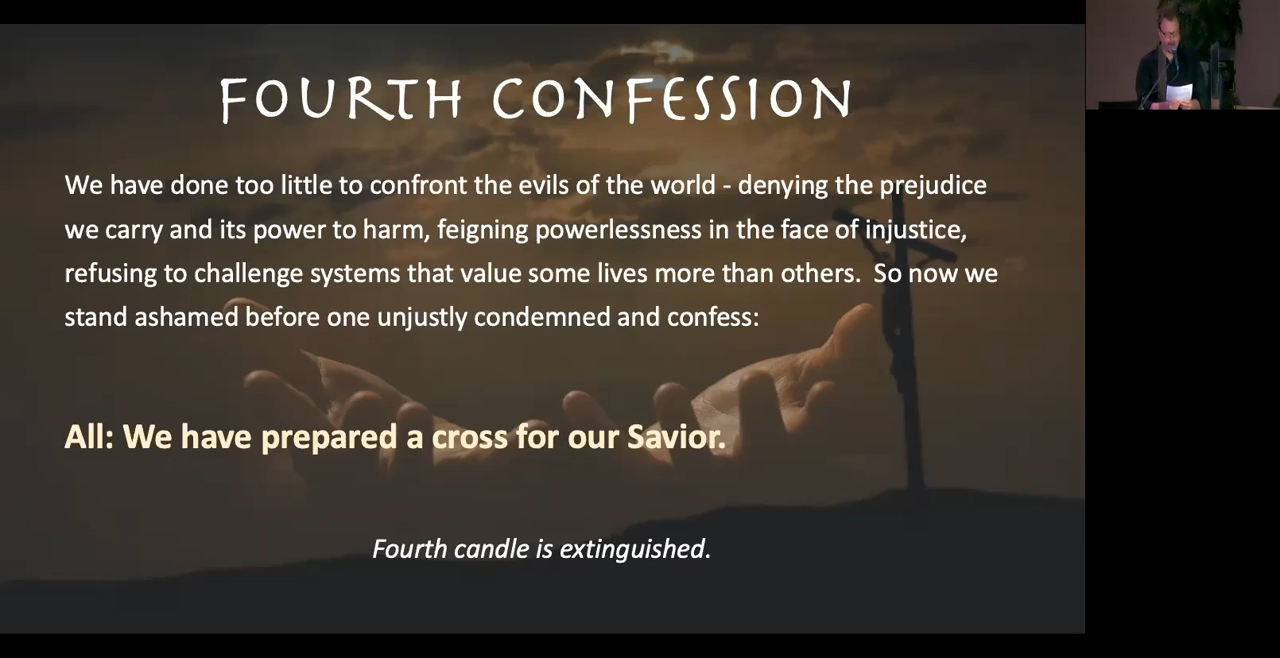 FOURTH CONFESSION
We have done too little to confront the evils of the world - denying the prejudice
we carry and its power to harm, feigning powerlessness in the face of injustice,
refusing to challenge systems that value some lives more than others.  So now we
stand ashamed before one unjustly condemned and confess:
All: We have prepared a cross for our Savior.
Fourth candle is extinguished.